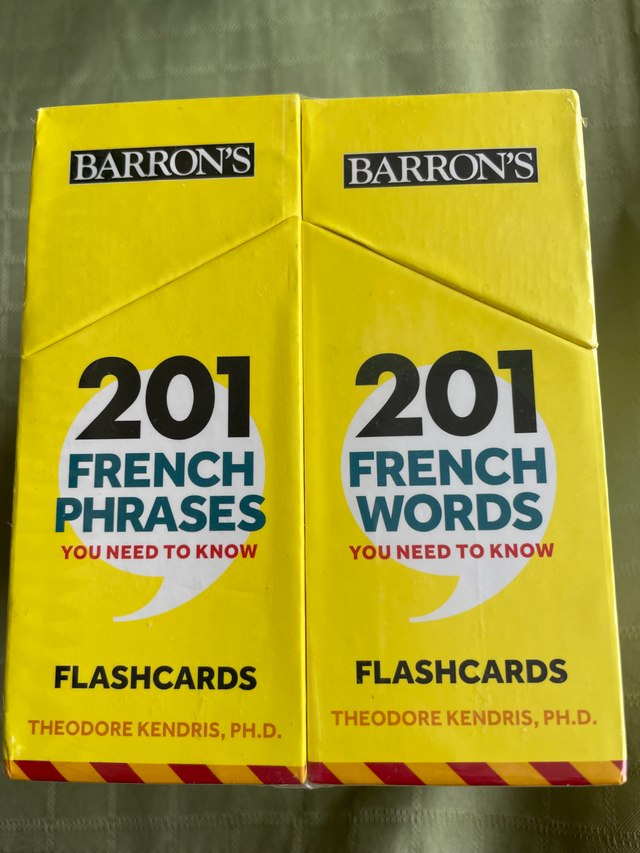 BARRON'S
201
FRENCH
PHRASES
YOU NEED TO KNOW
FLASHCARDS
THEODORE KENDRIS, PH.D.
BARRON'S
201
FRENCH
WORDS
YOU NEED TO KNOW
FLASHCARDS
THEODORE KENDRIS, PH.D.